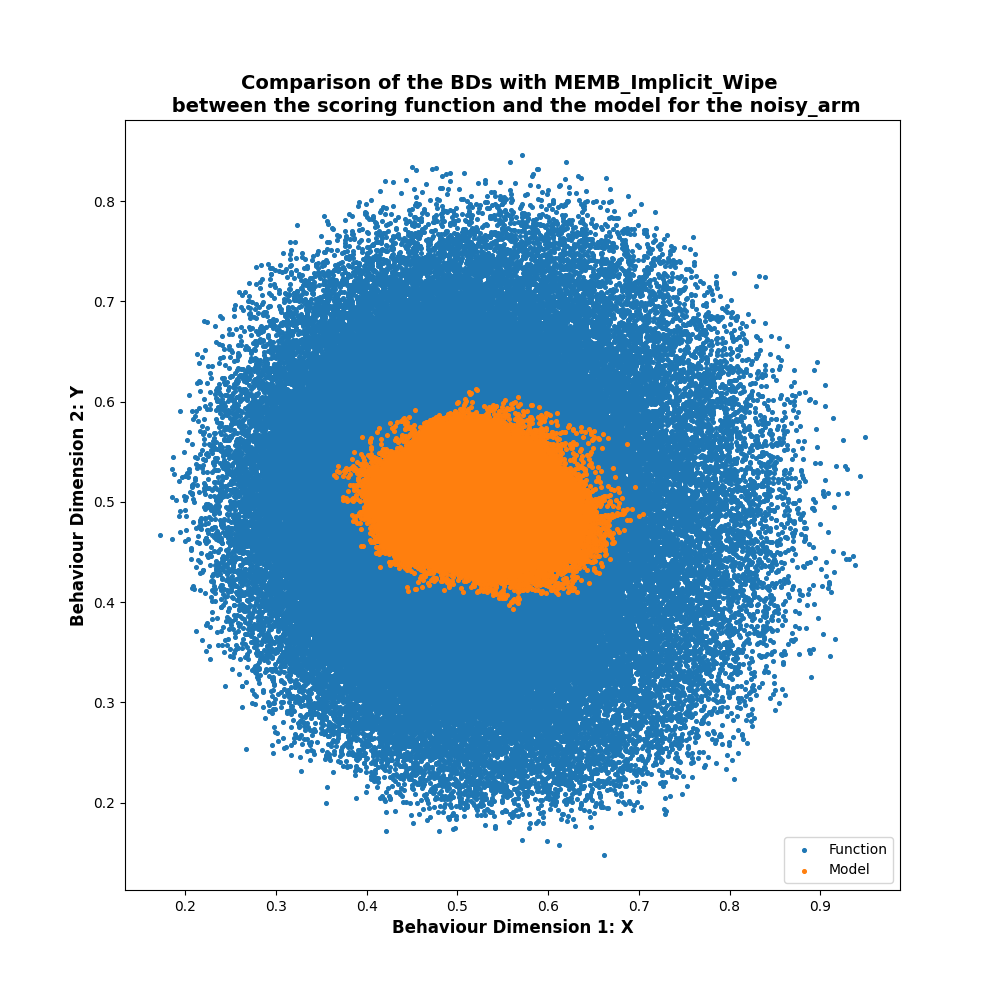 Comparison of the BDs with MEMB_Implicit_Wipe
between the scoring function and the model for the noisy_arm
0.8
0.7
0.6
0.5
0.4
0.3
0.2
Behaviour Dimension 2: Y
Function
Model
0.2 0.3 0.4 0.5 0.6 0.7 0.8 0.9
Behaviour Dimension 1: X